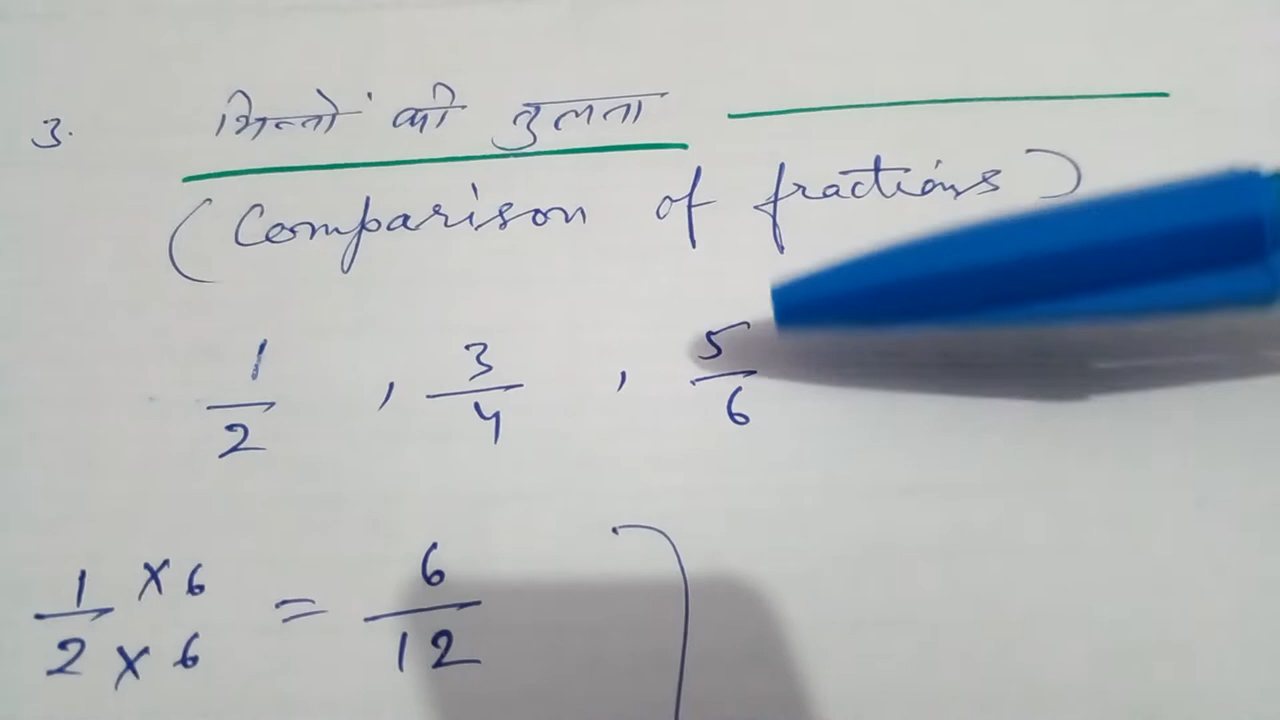 3. भिन्नों की तुलना
(Comparison of fractions)
1/2 , 3/4 , 5/6
1×6/2×6 = 6/12